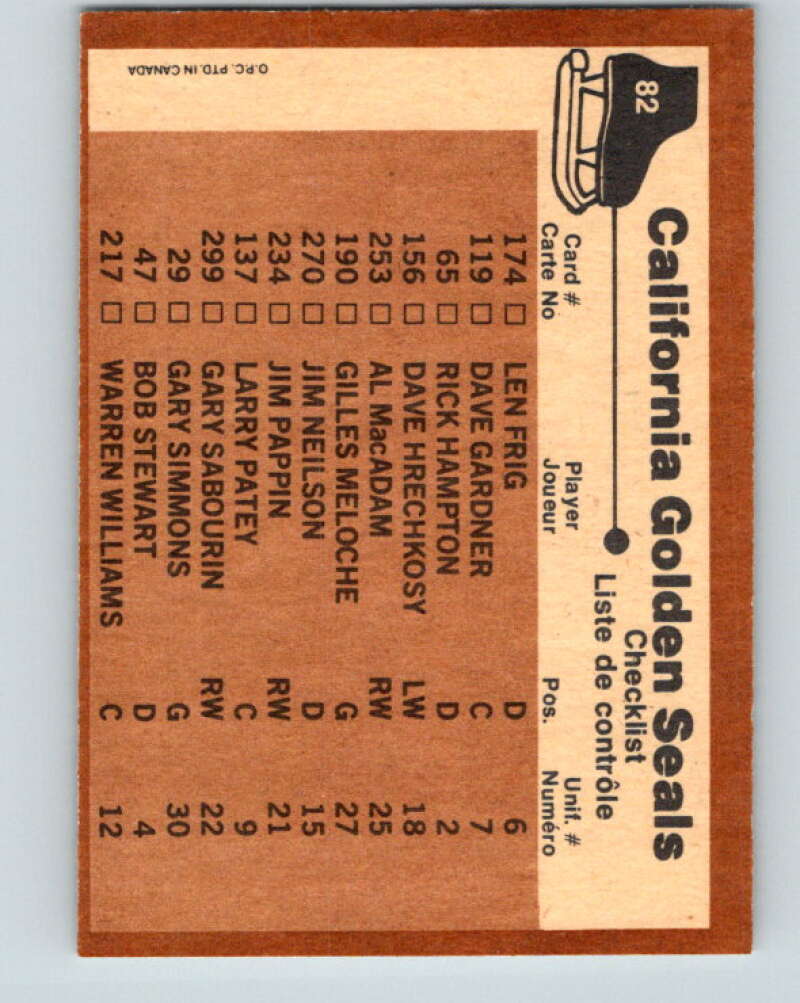 82
California Golden Seals
Checklist
Liste de contrôle
Card # Player Pos. Unif. #
Carte No Joueur Numéro
174 □ LEN FRIG D 6
119 □ DAVE GARDNER C 7
65 □ RICK HAMPTON D 2
156 □ DAVE HRECHKOSY LW 18
253 □ AL MacADAM RW 25
190 □ GILLES MELOCHE G 27
270 □ JIM NEILSON D 15
234 □ JIM PAPPIN RW 21
137 □ LARRY PATEY C 9
299 □ GARY SABOURIN RW 22
29 □ GARY SIMMONS G 30
47 □ BOB STEWART D 4
217 □ WARREN WILLIAMS C 12
O.P.C. PTD. IN CANADA